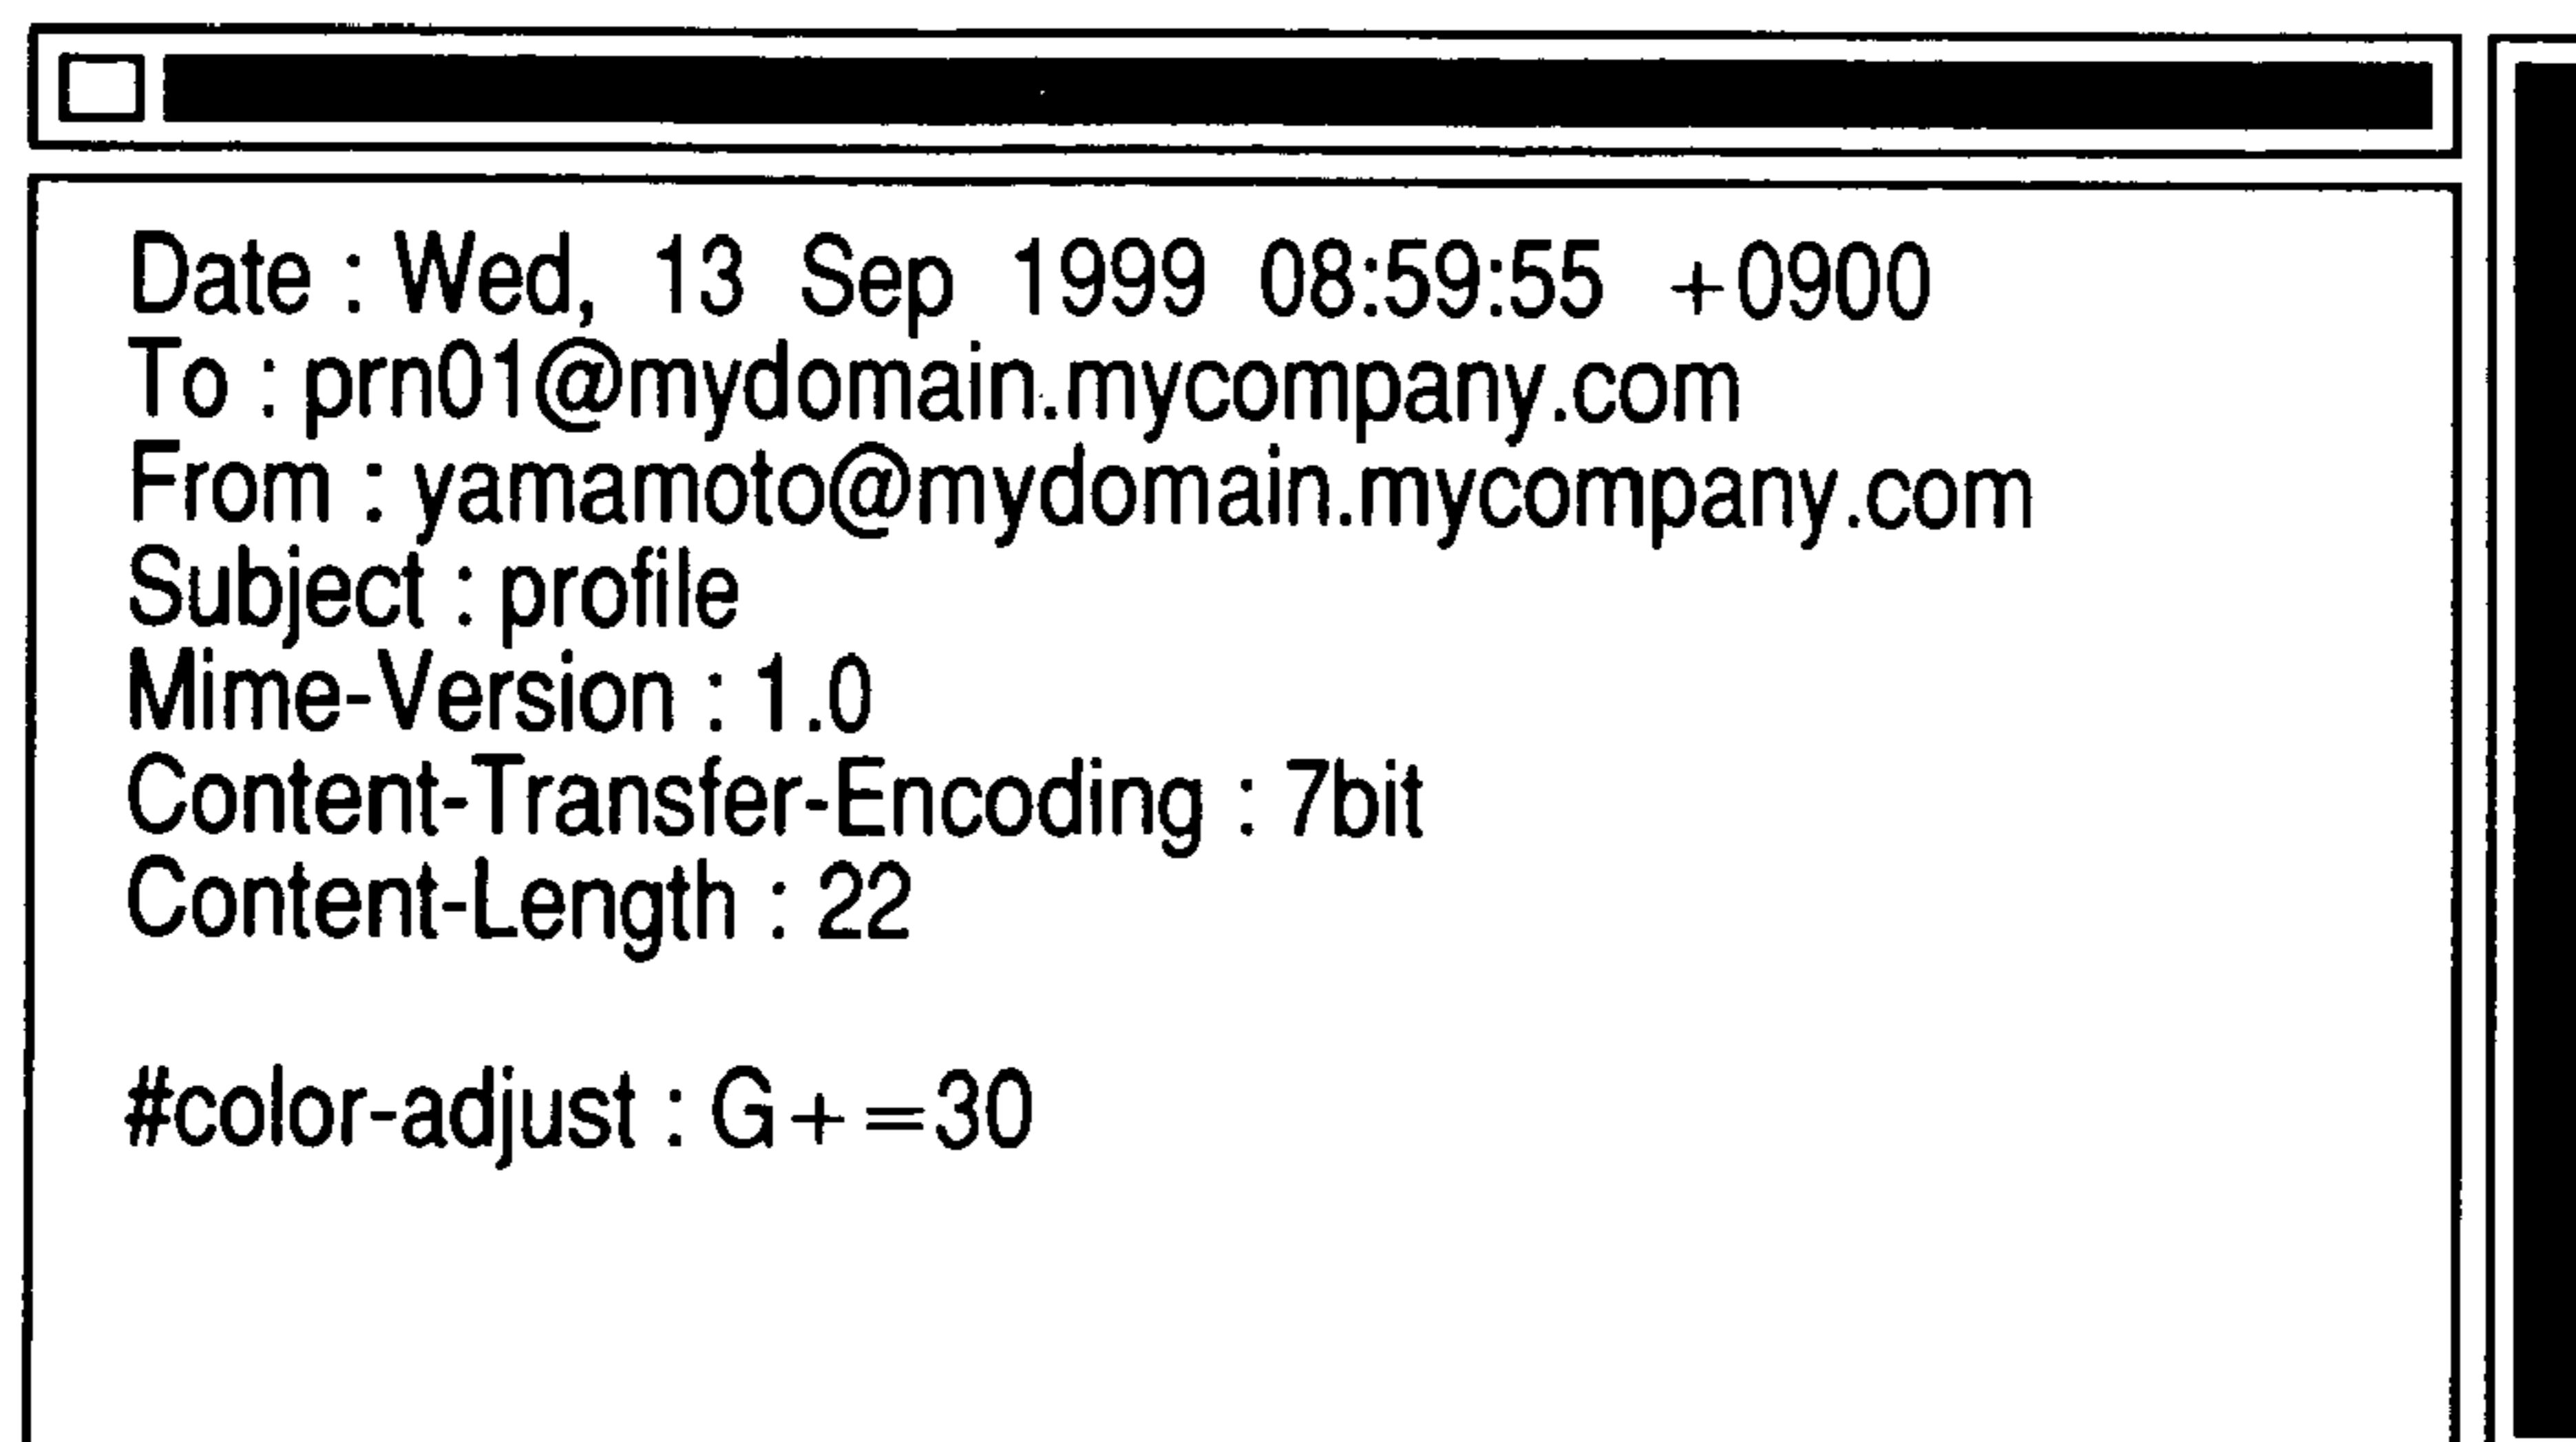 Date : Wed, 13 Sep 1999 08:59:55 +0900
To : prn01@mydomain.mycompany.com
From : yamamoto@mydomain.mycompany.com
Subject : profile
Mime-Version : 1.0
Content-Transfer-Encoding : 7bit
Content-Length : 22
#color-adjust : G+=30